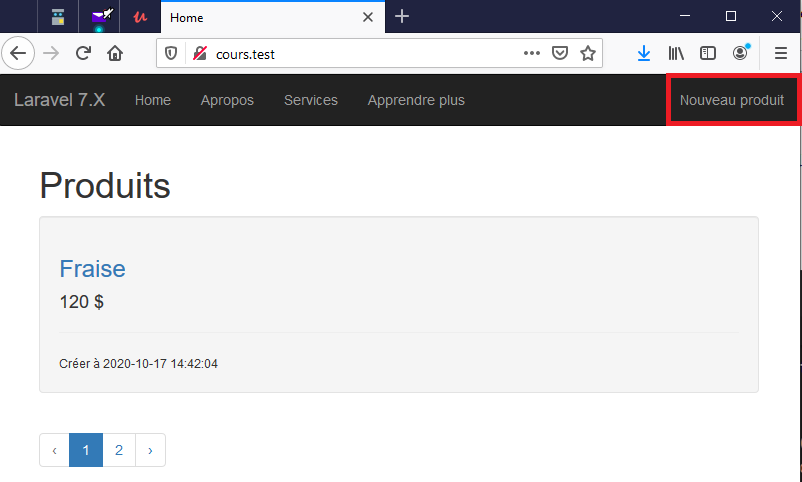 Home
cours.test
Laravel 7.X Home Apropos Services Apprendre plus Nouveau produit
Produits
Fraise
120 $
Créer à 2020-10-17 14:42:04
‹ 1 2 ›